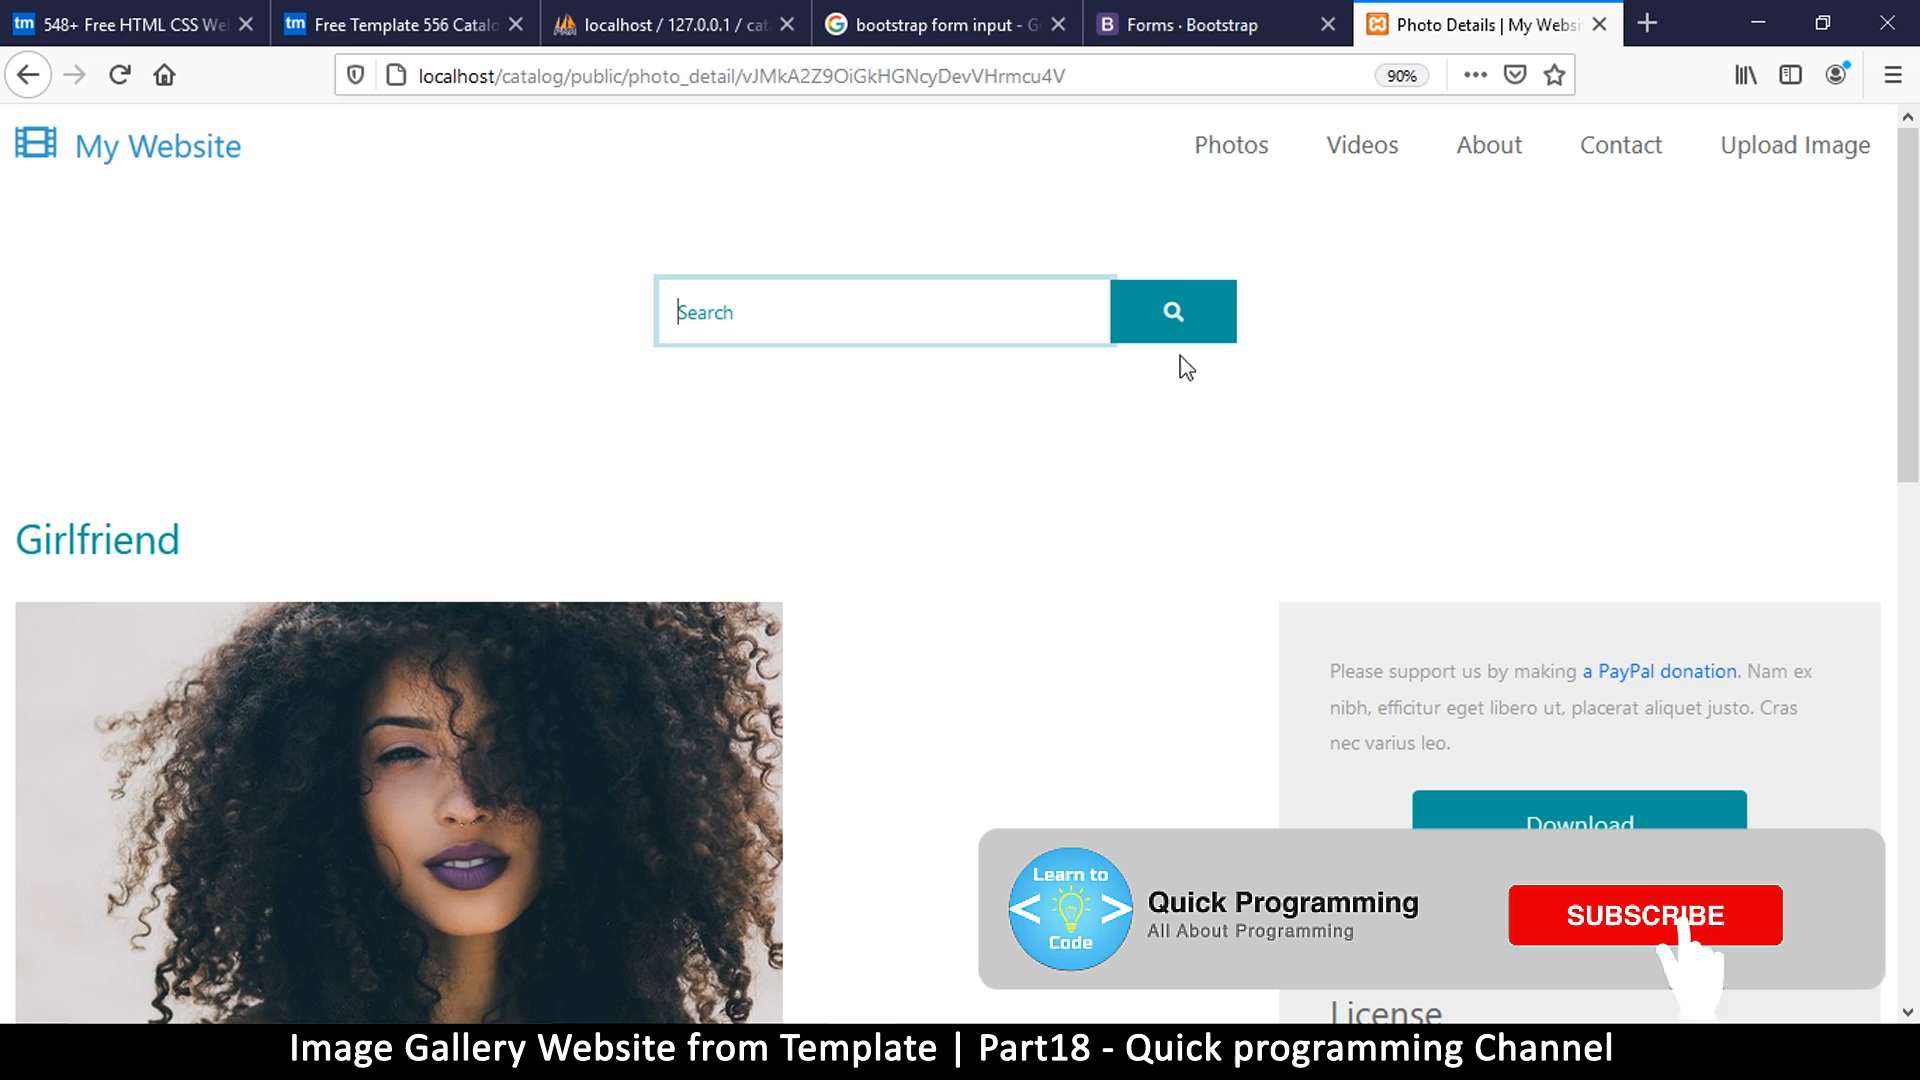 548+ Free HTML CSS We
Free Template 556 Catalo
localhost / 127.0.0.1 / cat
bootstrap form input - G
Forms · Bootstrap
Photo Details | My Websi
localhost/catalog/public/photo_detail/vJMkA2Z9OiGkHGNcyDevVHrmcu4V
90%
My Website
Photos
Videos
About
Contact
Upload Image
Search
Girlfriend
Please support us by making a PayPal donation. Nam ex
nibh, efficitur eget libero ut, placerat aliquet justo. Cras
nec varius leo.
Download
Learn to
< >
Code
Quick Programming
All About Programming
SUBSCRIBE
License
Image Gallery Website from Template | Part18 - Quick programming Channel